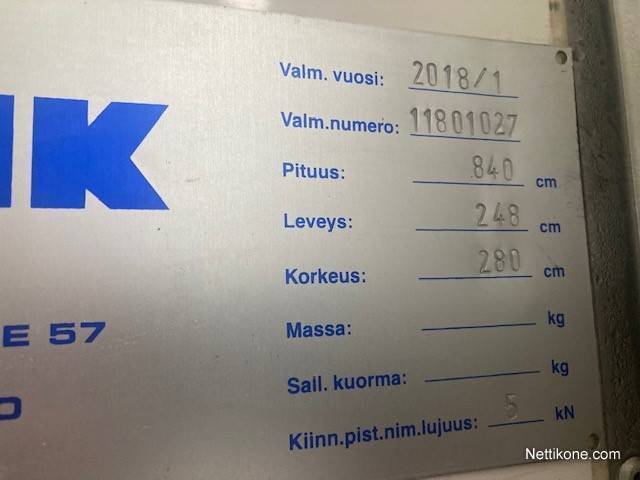 Valm. vuosi: 2018/1
Valm.numero: 11801027
Pituus: 840 cm
Leveys: 248 cm
Korkeus: 280 cm
Massa: kg
Sall. kuorma: kg
Kiinn.pist.nim.lujuus: 5 kN
IK
E 57
O
Nettikone.com